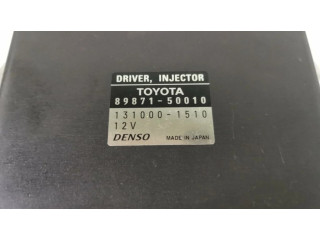 DRIVER, INJECTOR
TOYOTA
89871-50010
131000-1510
12V
DENSO MADE IN JAPAN